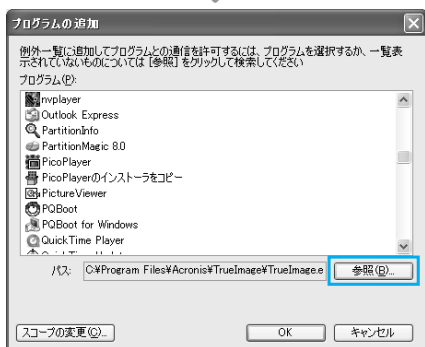 プログラムの追加
例外一覧に追加してプログラムとの通信を許可するには、プログラムを選択するか、一覧表
示されていないものについては [参照] をクリックして検索してください
プログラム(P):
nvplayer
Outlook Express
PartitionInfo
PartitionMagic 8.0
PicoPlayer
PicoPlayerのインストーラをコピー
PictureViewer
PQBoot
PQBoot for Windows
QuickTime Player
パス:
C:¥Program Files¥Acronis¥TrueImage¥TrueImage.e
参照(B)...
スコープの変更(C)...
OK
キャンセル